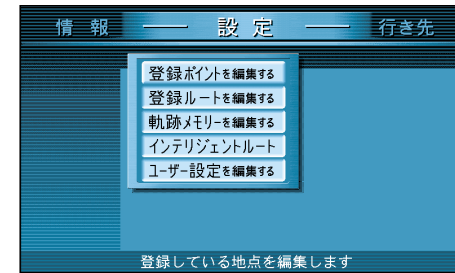 情報 設定 行き先
登録ポイントを編集する
登録ルートを編集する
軌跡メモリーを編集する
インテリジェントルート
ユーザー設定を編集する
登録している地点を編集します